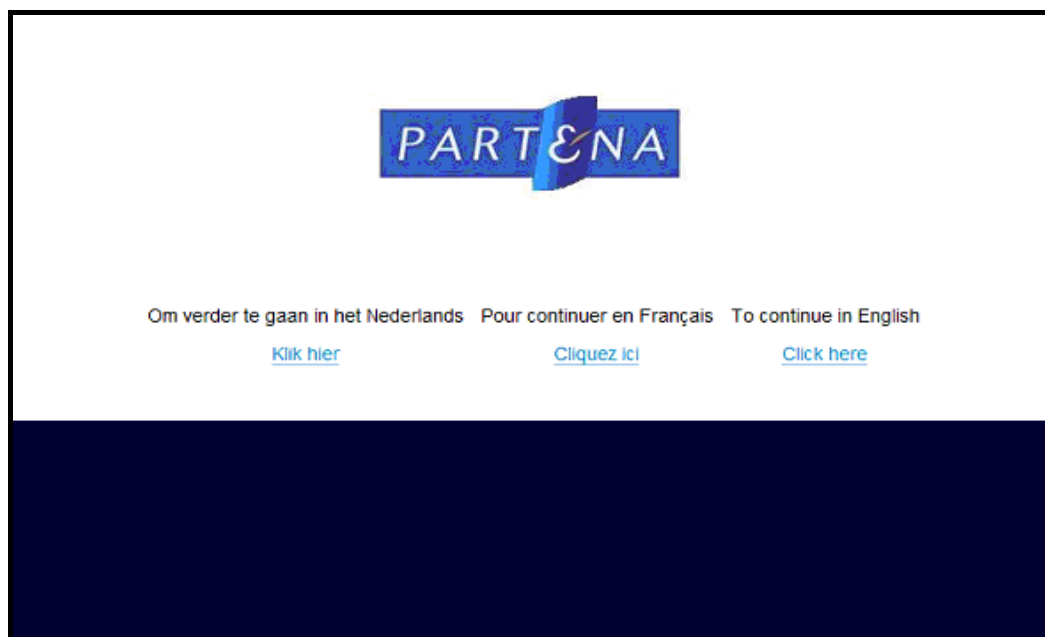 PARTENA
Om verder te gaan in het Nederlands Pour continuer en Français To continue in English
Klik hier Cliquez ici Click here